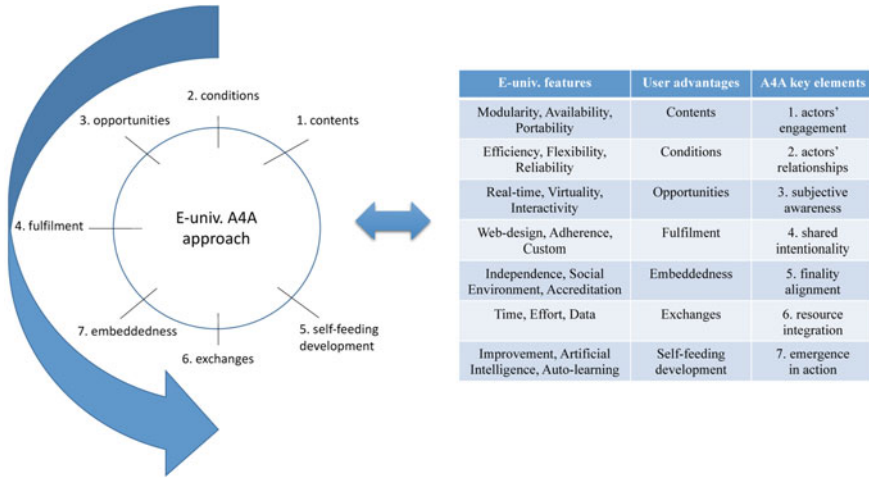 2. conditions
3. opportunities
1. contents
E-univ. A4A
approach
4. fulfilment
7. embeddedness
5. self-feeding
development
6. exchanges
E-univ. features User advantages A4A key elements
Modularity, Availability,
Portability
Contents
1. actors’
engagement
Efficiency, Flexibility,
Reliability
Conditions
2. actors’
relationships
Real-time, Virtuality,
Interactivity
Opportunities
3. subjective
awareness
Web-design, Adherence,
Custom
Fulfilment
4. shared
intentionality
Independence, Social
Environment, Accreditation
Embeddedness
5. finality
alignment
Time, Effort, Data
Exchanges
6. resource
integration
Improvement, Artificial
Intelligence, Auto-learning
Self-feeding
development
7. emergence
in action